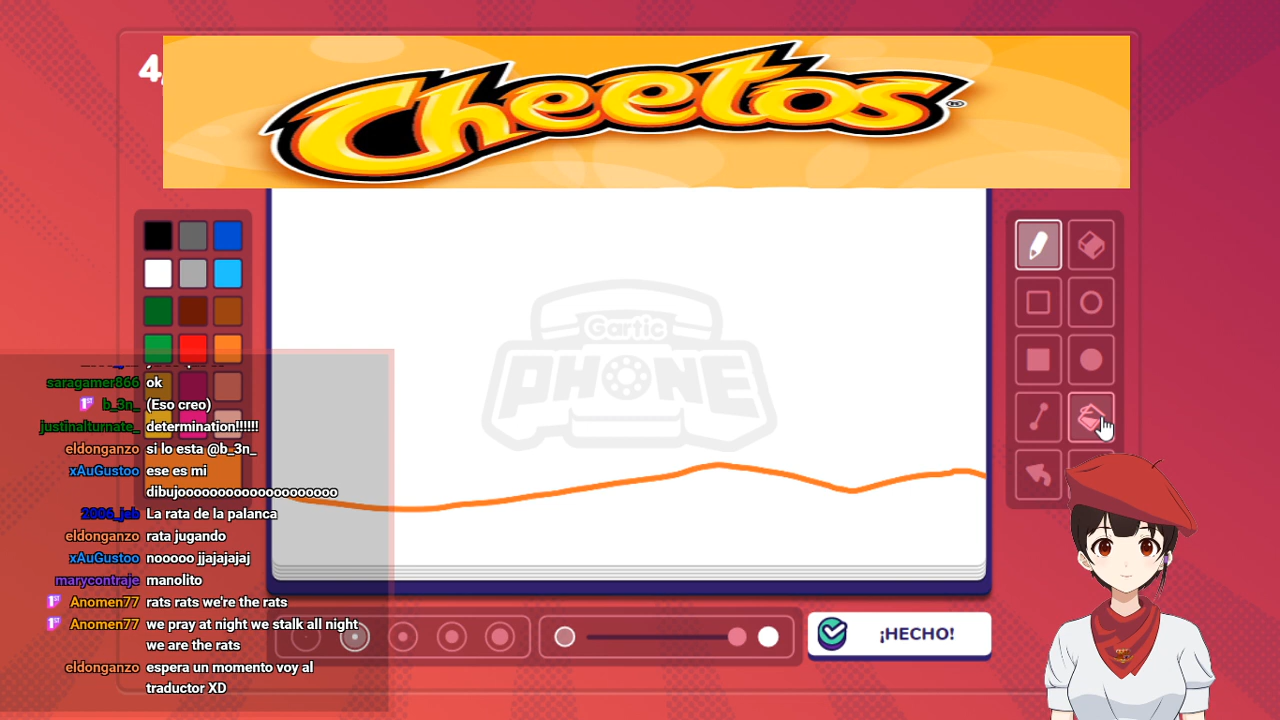 4
Cheetos
Gartic
PHONE
saragamer866 ok
b_3n_ (Eso creo)
justinalturnate_ determination!!!!!!
eldonganzo si lo esta @b_3n_
xAuGustoo ese es mi
dibujoooooooooooooooooooo
2006_jab La rata de la palanca
eldonganzo rata jugando
xAuGustoo nooooo jjajajajaj
marycontraje manolito
Anomen77 rats rats we're the rats
Anomen77 we pray at night we stalk all night
we are the rats
eldonganzo espera un momento voy al
traductor XD
¡HECHO!